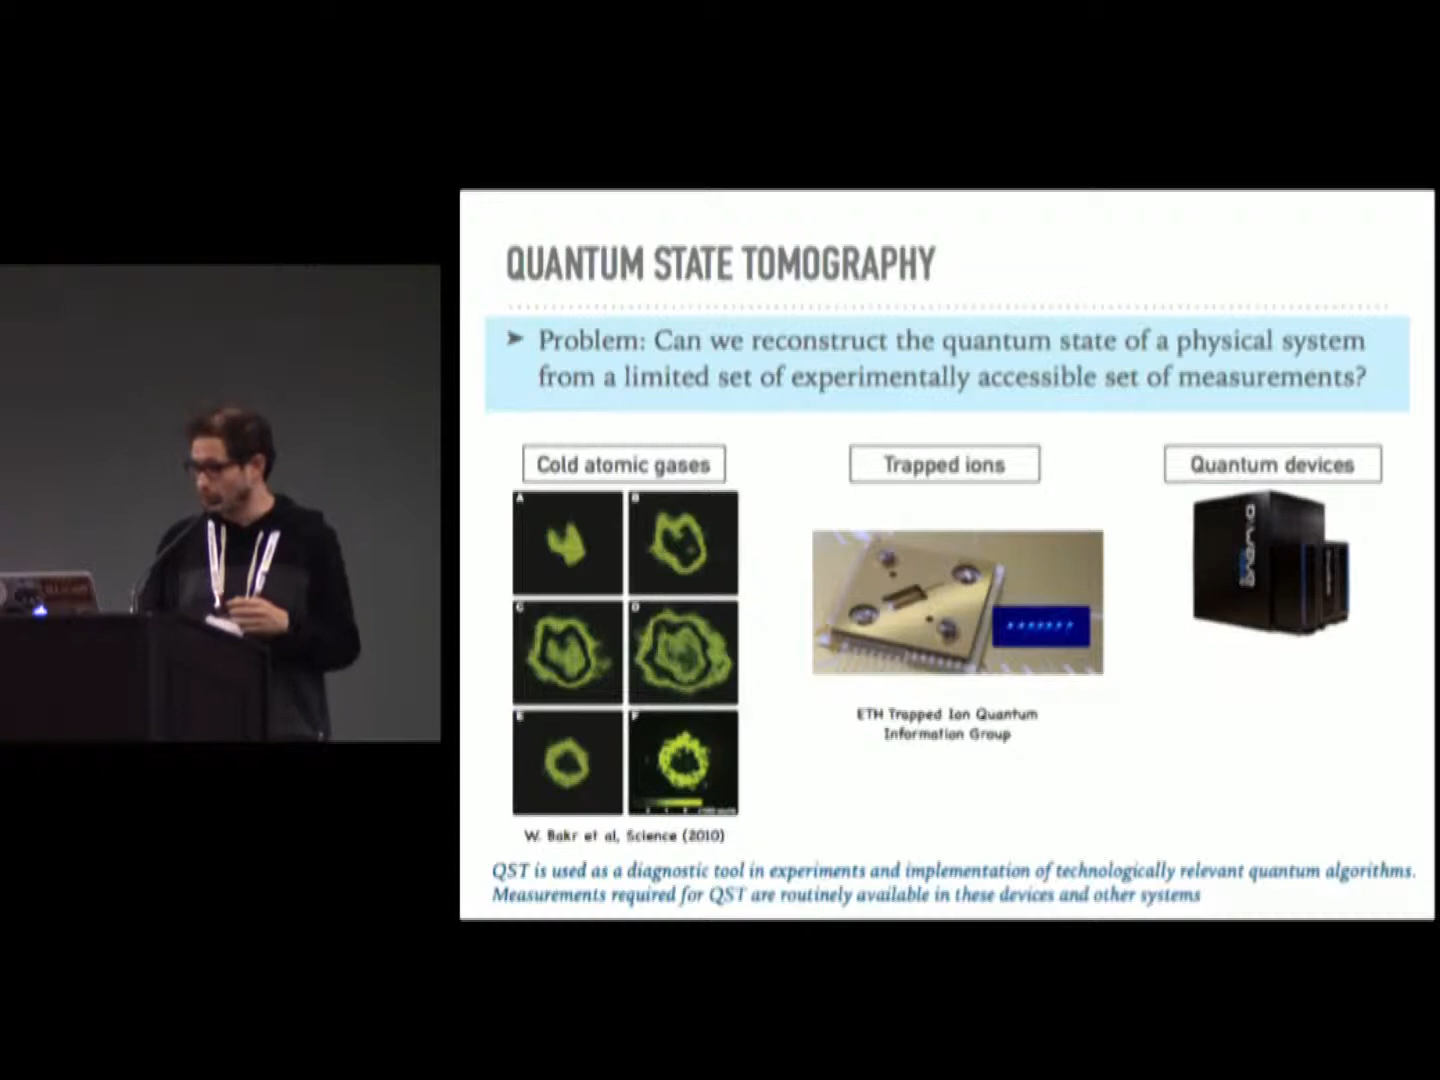 QUANTUM STATE TOMOGRAPHY
➤ Problem: Can we reconstruct the quantum state of a physical system
from a limited set of experimentally accessible set of measurements?
Cold atomic gases
Trapped ions
Quantum devices
A
B
C
D
E
F
ETH Trapped Ion Quantum
Information Group
W. Bakr et al, Science (2010)
QST is used as a diagnostic tool in experiments and implementation of technologically relevant quantum algorithms.
Measurements required for QST are routinely available in these devices and other systems